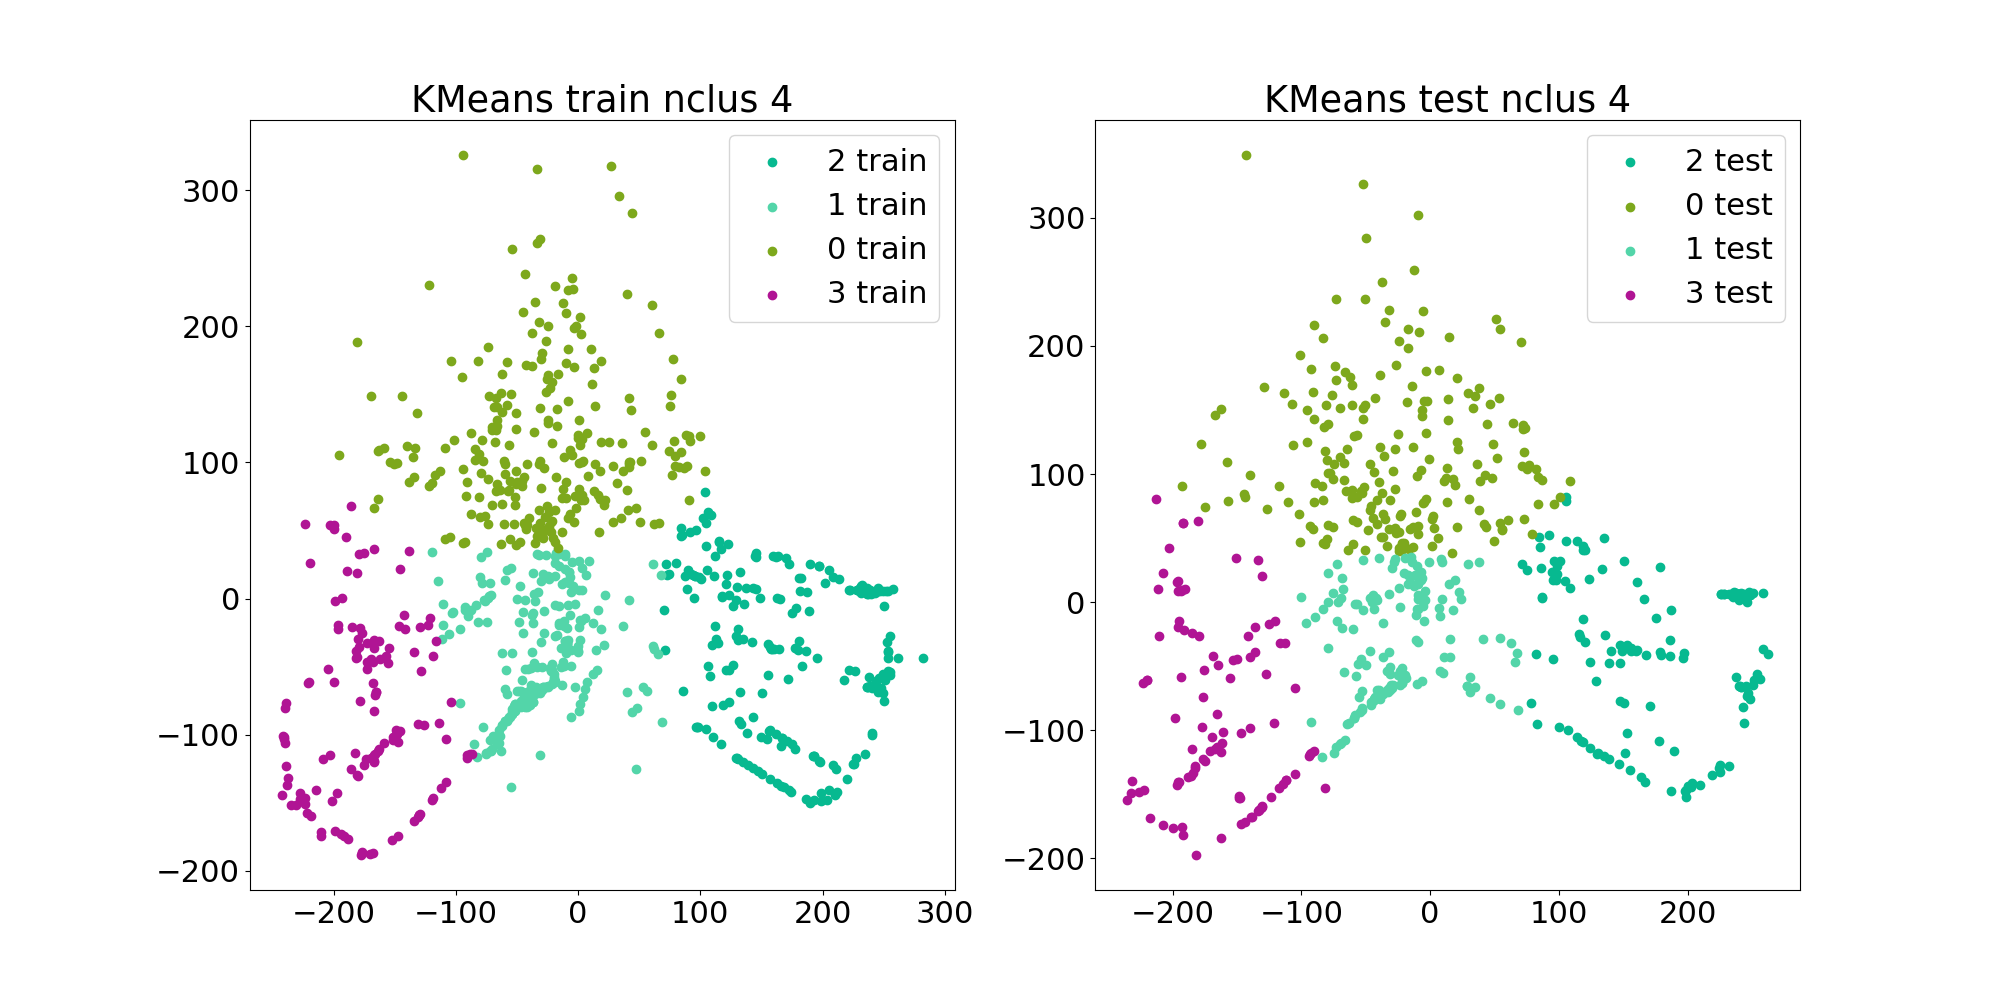 KMeans train nclus 4
300
200
100
0
−100
−200
−200 −100 0 100 200 300
2 train
1 train
0 train
3 train
KMeans test nclus 4
300
200
100
0
−100
−200
−200 −100 0 100 200
2 test
0 test
1 test
3 test